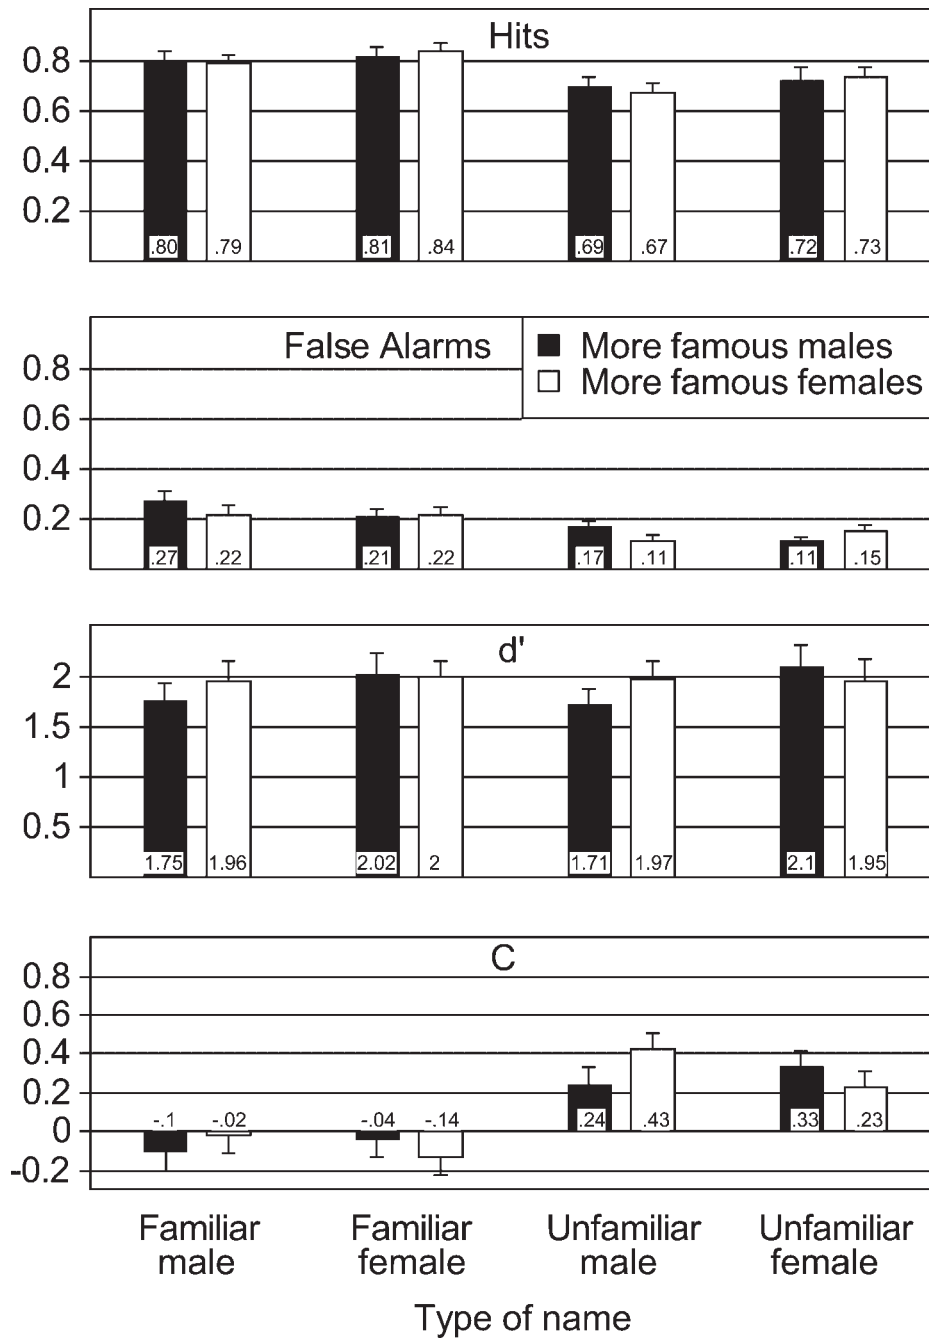 Hits
0.8
0.6
0.4
0.2
.80 .79 .81 .84 .69 .67 .72 .73
False Alarms
More famous males
More famous females
0.8
0.6
0.4
0.2
.27 .22 .21 .22 .17 .11 .11 .15
d'
2
1.5
1
0.5
1.75 1.96 2.02 2 1.71 1.97 2.1 1.95
C
0.8
0.6
0.4
0.2
0
-0.2
-.1 -.02 -.04 -.14 .24 .43 .33 .23
Familiar male
Familiar female
Unfamiliar male
Unfamiliar female
Type of name